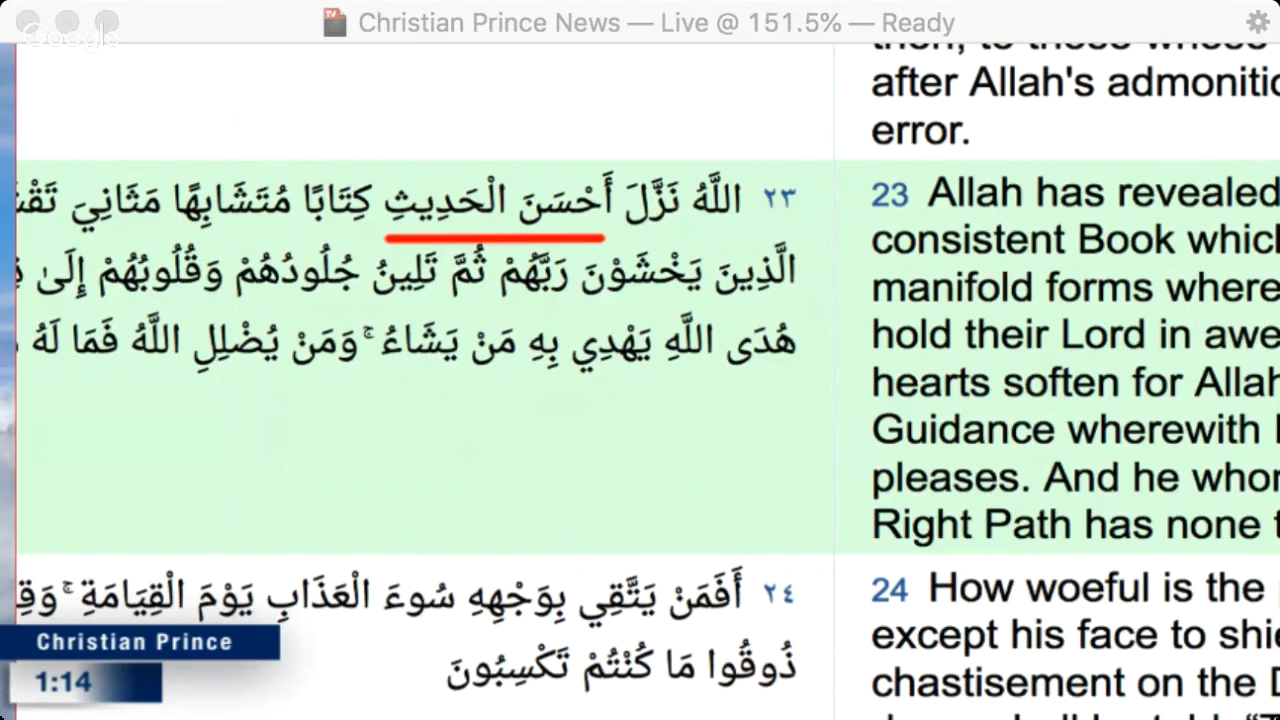 Google
Christian Prince News — Live @ 151.5% — Ready
after Allah's
error.
٢٣ اللَّهُ نَزَّلَ أَحْسَنَ الْحَدِيثِ كِتَابًا مُتَشَابِهًا مَثَانِيَ
الَّذِينَ يَخْشَوْنَ رَبَّهُمْ ثُمَّ تَلِينُ جُلُودُهُمْ وَقُلُوبُهُمْ إِلَىٰ
هُدَى اللَّهِ يَهْدِي بِهِ مَنْ يَشَاءُ ۚ وَمَنْ يُضْلِلِ اللَّهُ فَمَا لَهُ
23 Allah has revealed
consistent Book which
manifold forms
hold their Lord in awe
hearts soften for Allah
Guidance wherewith
pleases. And he
Right Path has none
٢٤ أَفَمَنْ يَتَّقِي بِوَجْهِهِ سُوءَ الْعَذَابِ يَوْمَ الْقِيَامَةِ ۚ
ذُوقُوا مَا كُنْتُمْ تَكْسِبُونَ
24 How woeful is the
except his face to
chastisement on the
Christian Prince
1:14